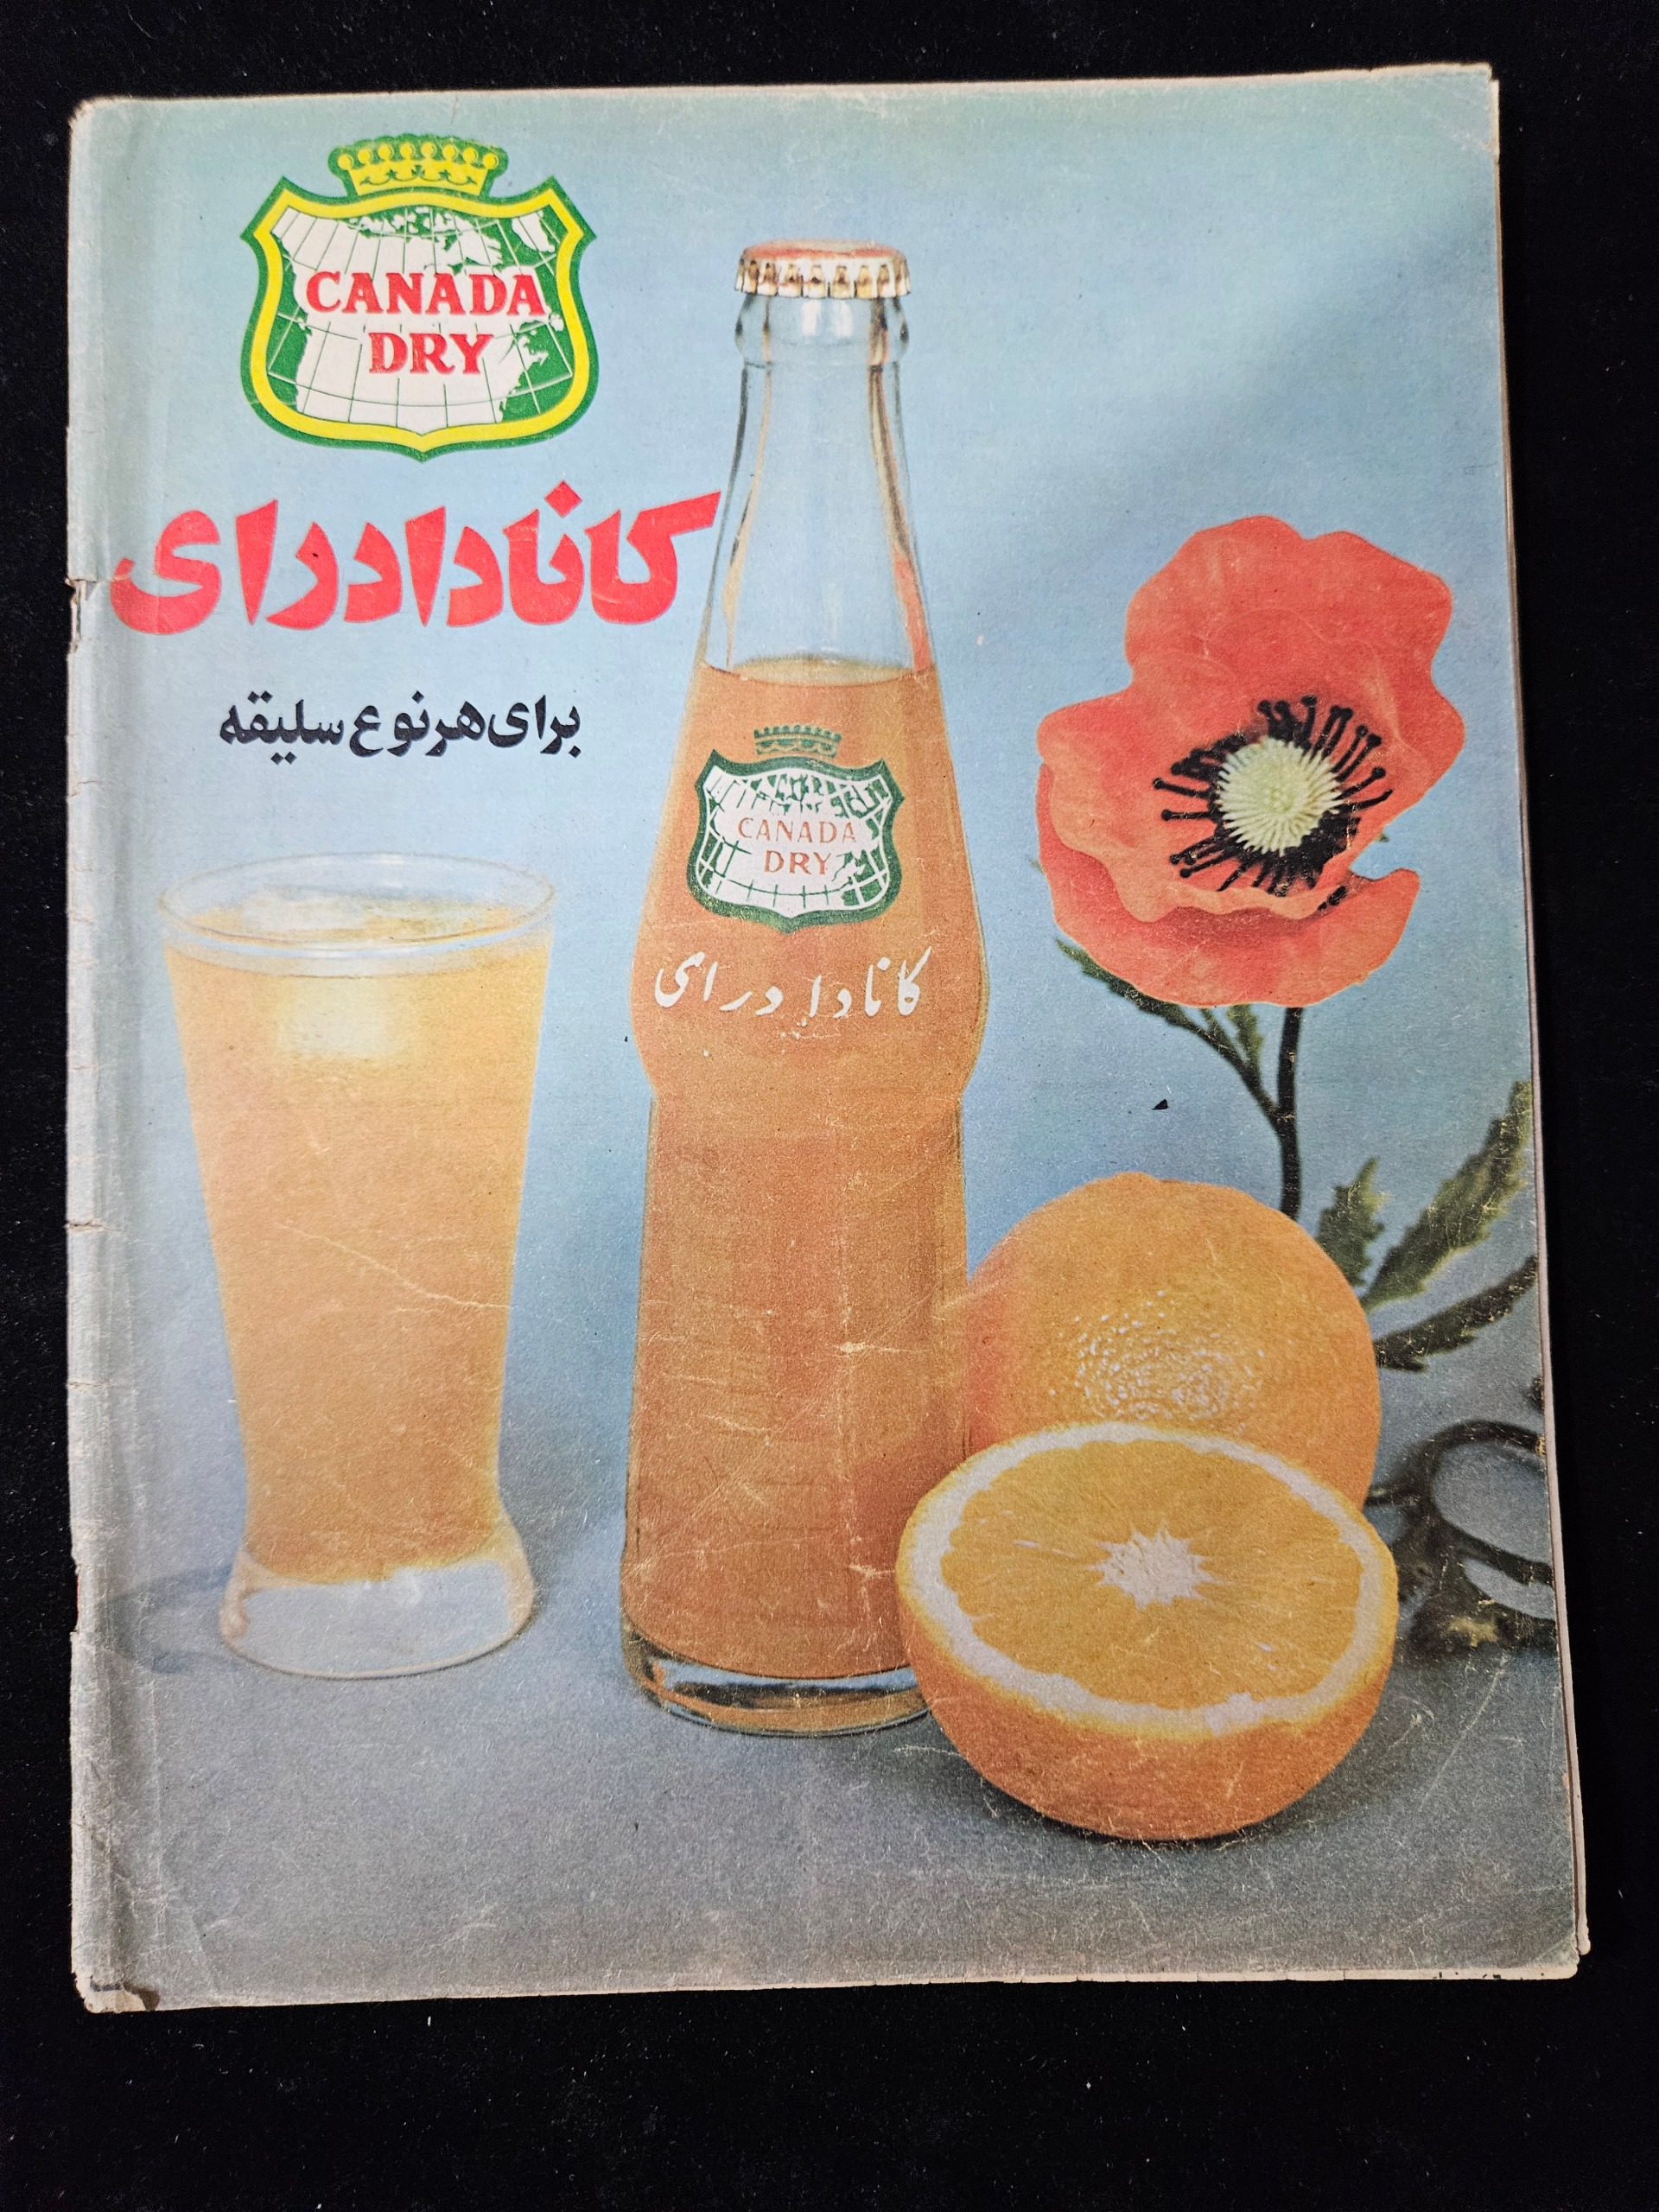 CANADA
DRY
کانادادرای
برای هر نوع سلیقه
CANADA
DRY
کانادا درای